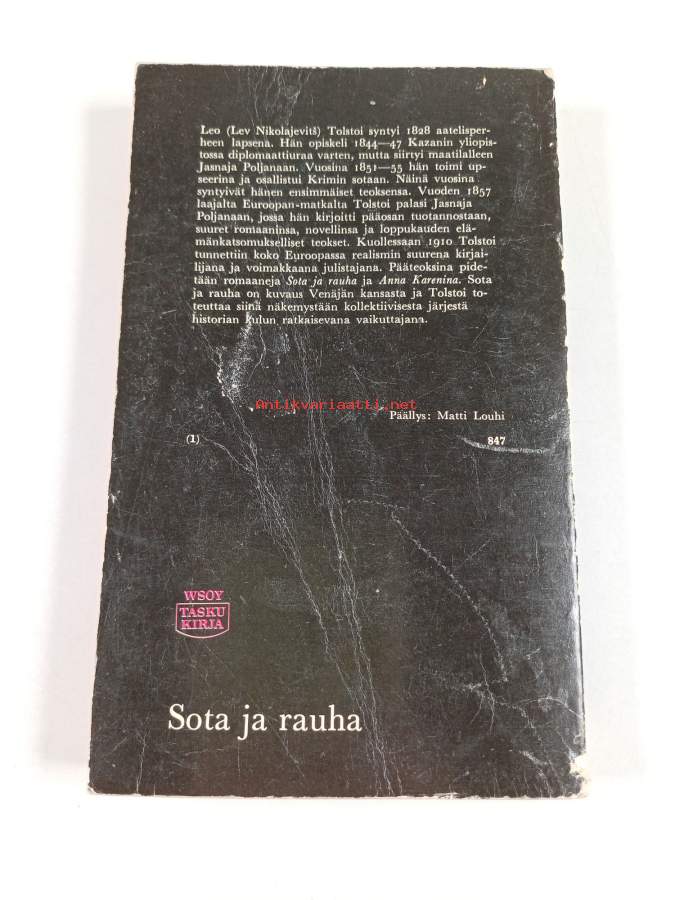 Leo (Lev Nikolajevitš) Tolstoi syntyi 1828 aatelisper-
heen lapsena. Hän opiskeli 1844—47 Kazanin yliopis-
tossa diplomaattiuraa varten, mutta siirtyi maatilalleen
Jasnaja Poljanaan. Vuosina 1851—55 hän toimi up-
seerina ja osallistui Krimin sotaan. Näinä vuosina
syntyivät hänen ensimmäiset teoksensa. Vuoden 1857
laajalta Euroopan-matkalta Tolstoi palasi Jasnaja
Poljanaan, jossa hän kirjoitti pääosan tuotannostaan,
suuret romaaninsa, novellinsa ja loppukauden elä-
mänkatsomukselliset teokset. Kuollessaan 1910 Tolstoi
tunnettiin koko Euroopassa realismin suurena kirjai-
lijana ja voimakkaana julistajana. Pääteoksina pide-
tään romaaneja Sota ja rauha ja Anna Karenina. Sota
ja rauha on kuvaus Venäjän kansasta ja Tolstoi to-
teuttaa siinä näkemystään kollektiivisesta järjestä
historian kulun ratkaisevana vaikuttajana.
Antikvariaatti.net
Päällys: Matti Louhi
(1) 847
WSOY
TASKU
KIRJA
Sota ja rauha